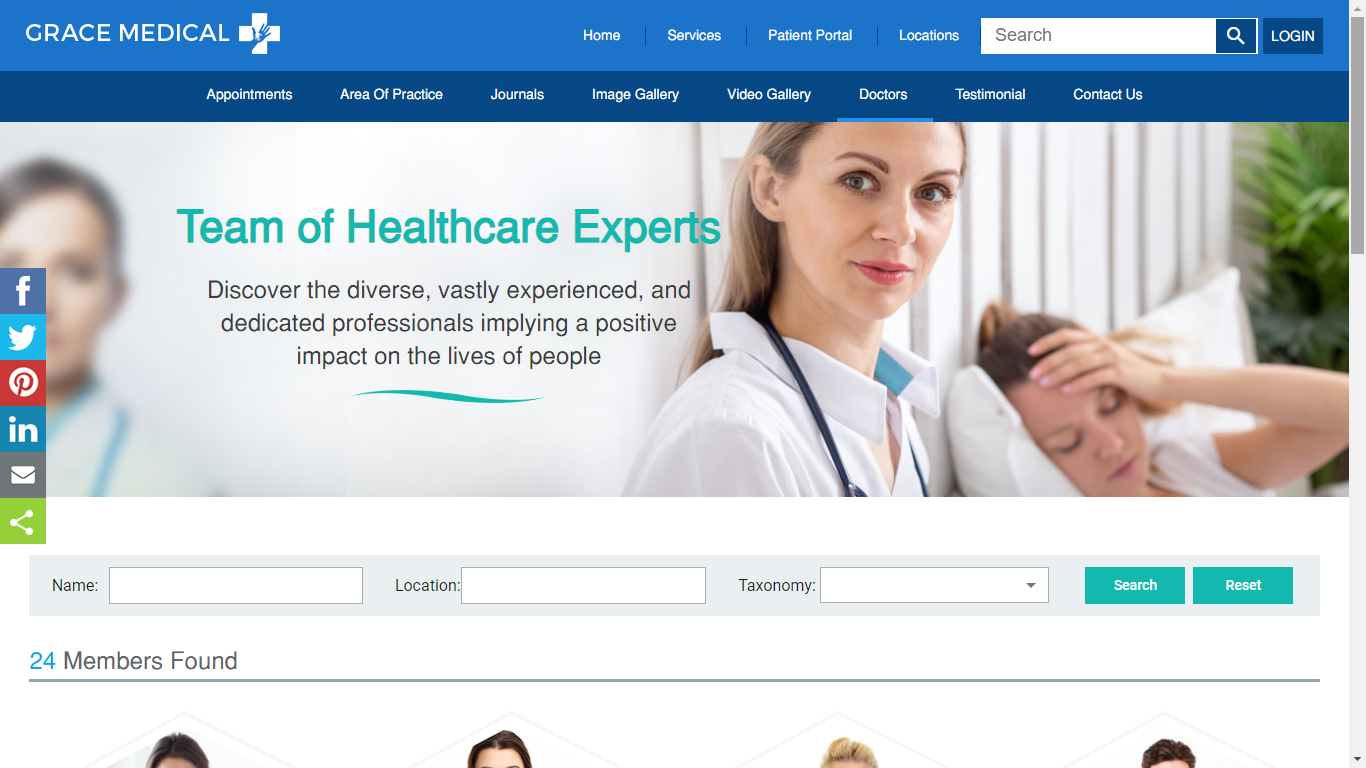 GRACE MEDICAL
Home
Services
Patient Portal
Locations
Search
LOGIN
Appointments
Area Of Practice
Journals
Image Gallery
Video Gallery
Doctors
Testimonial
Contact Us
Team of Healthcare Experts
Discover the diverse, vastly experienced, and
dedicated professionals implying a positive
impact on the lives of people
Name:
Location:
Taxonomy:
Search
Reset
24 Members Found